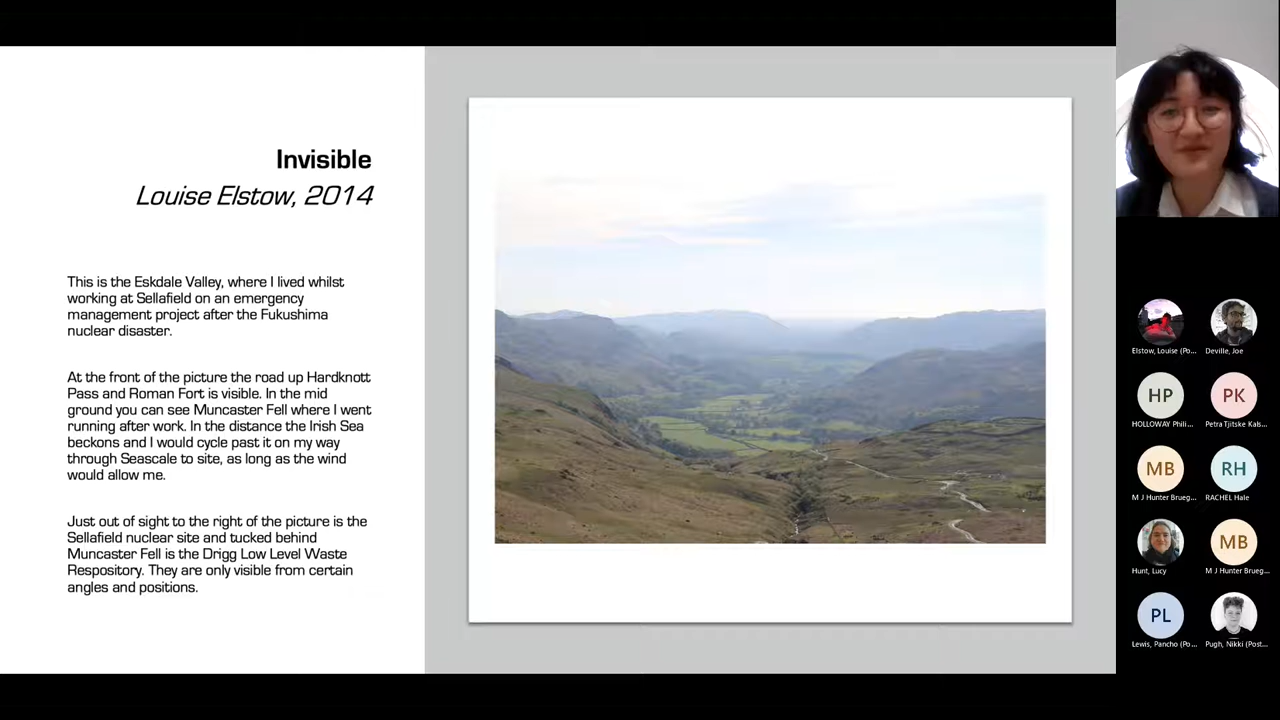 Invisible
Louise Elstow, 2014
This is the Eskdale Valley, where I lived whilst
working at Sellafield on an emergency
management project after the Fukushima
nuclear disaster.
At the front of the picture the road up Hardknott
Pass and Roman Fort is visible. In the mid
ground you can see Muncaster Fell where I went
running after work. In the distance the Irish Sea
beckons and I would cycle past it on my way
through Seascale to site, as long as the wind
would allow me.
Just out of sight to the right of the picture is the
Sellafield nuclear site and tucked behind
Muncaster Fell is the Drigg Low Level Waste
Respository. They are only visible from certain
angles and positions.
Elstow, Louise (Po...
Deville, Joe
HP
PK
HOLLOWAY Phili...
Petra Tjitske Kals...
MB
RH
M J Hunter Brueg...
RACHEL Hale
MB
Hunt, Lucy
M J Hunter Brueg...
PL
Lewis, Pancho (Po...
Pugh, Nikki (Post...